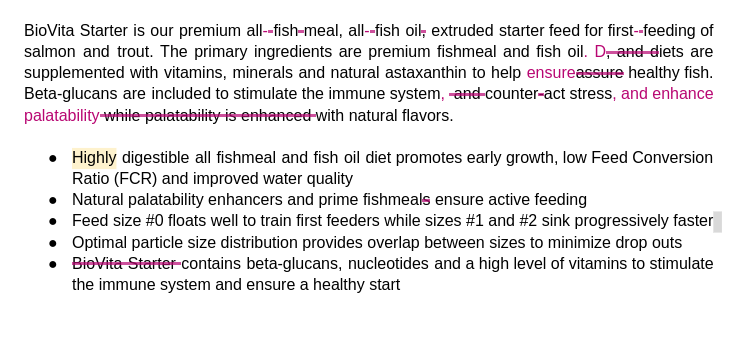 BioVita Starter is our premium all--fish-meal, all--fish oil, extruded starter feed for first--feeding of
salmon and trout. The primary ingredients are premium fishmeal and fish oil. D, and diets are
supplemented with vitamins, minerals and natural astaxanthin to help ensureassure healthy fish.
Beta-glucans are included to stimulate the immune system, and counter-act stress, and enhance
palatability while palatability is enhanced with natural flavors.
● Highly digestible all fishmeal and fish oil diet promotes early growth, low Feed Conversion
Ratio (FCR) and improved water quality
● Natural palatability enhancers and prime fishmeals ensure active feeding
● Feed size #0 floats well to train first feeders while sizes #1 and #2 sink progressively faster
● Optimal particle size distribution provides overlap between sizes to minimize drop outs
● BioVita Starter contains beta-glucans, nucleotides and a high level of vitamins to stimulate
the immune system and ensure a healthy start